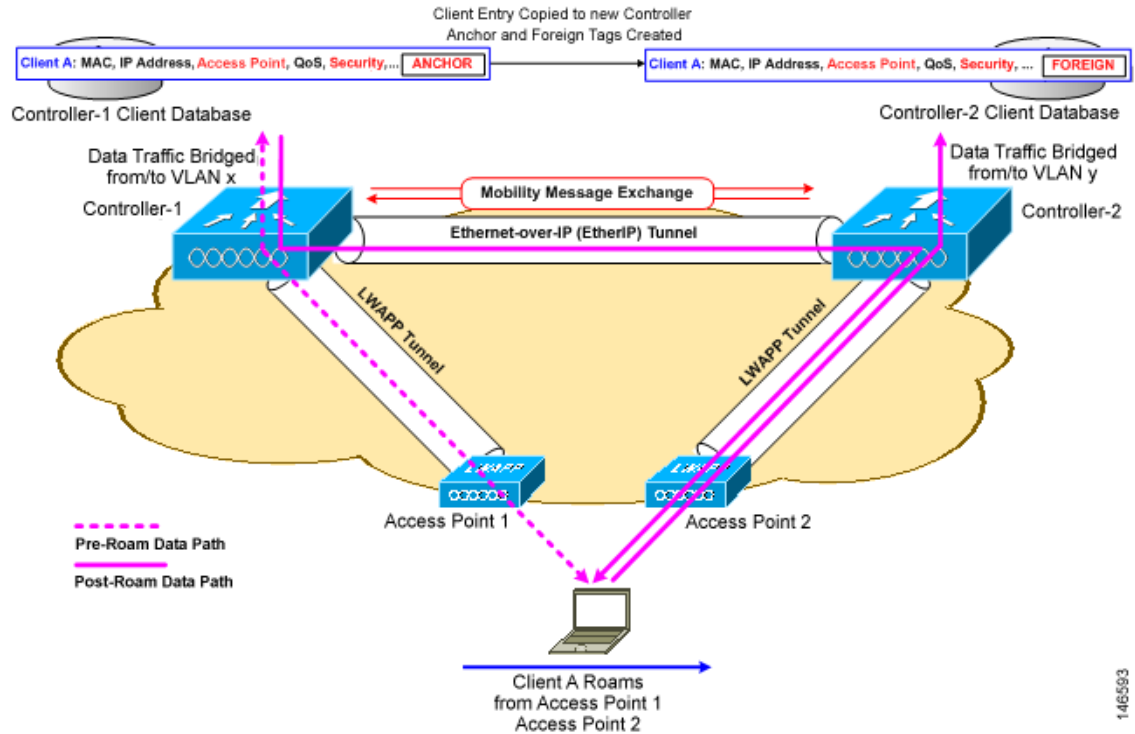 Client Entry Copied to new Controller
Anchor and Foreign Tags Created
Client A: MAC, IP Address, Access Point, QoS, Security,... ANCHOR
Client A: MAC, IP Address, Access Point, QoS, Security, ... FOREIGN
Controller-1 Client Database
Controller-2 Client Database
Data Traffic Bridged
from/to VLAN x
Data Traffic Bridged
from/to VLAN y
Mobility Message Exchange
Controller-1
Controller-2
Ethernet-over-IP (EtherIP) Tunnel
LWAPP Tunnel
LWAPP Tunnel
LWAPP
LWAPP
Access Point 1
Access Point 2
Pre-Roam Data Path
Post-Roam Data Path
Client A Roams
from Access Point 1
Access Point 2
146593